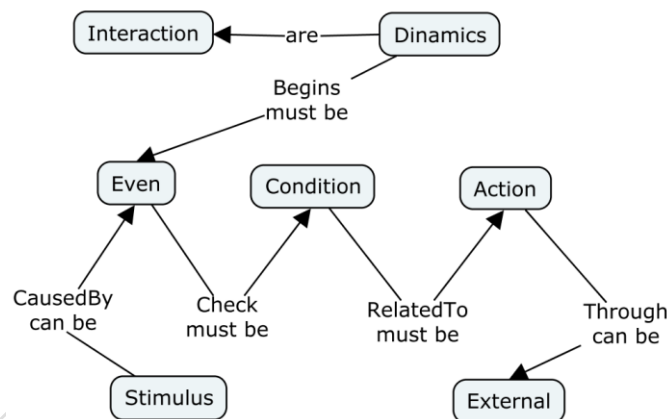 Interaction
are
Dinamics
Begins
must be
Even
Condition
Action
CausedBy
can be
Check
must be
RelatedTo
must be
Through
can be
Stimulus
External